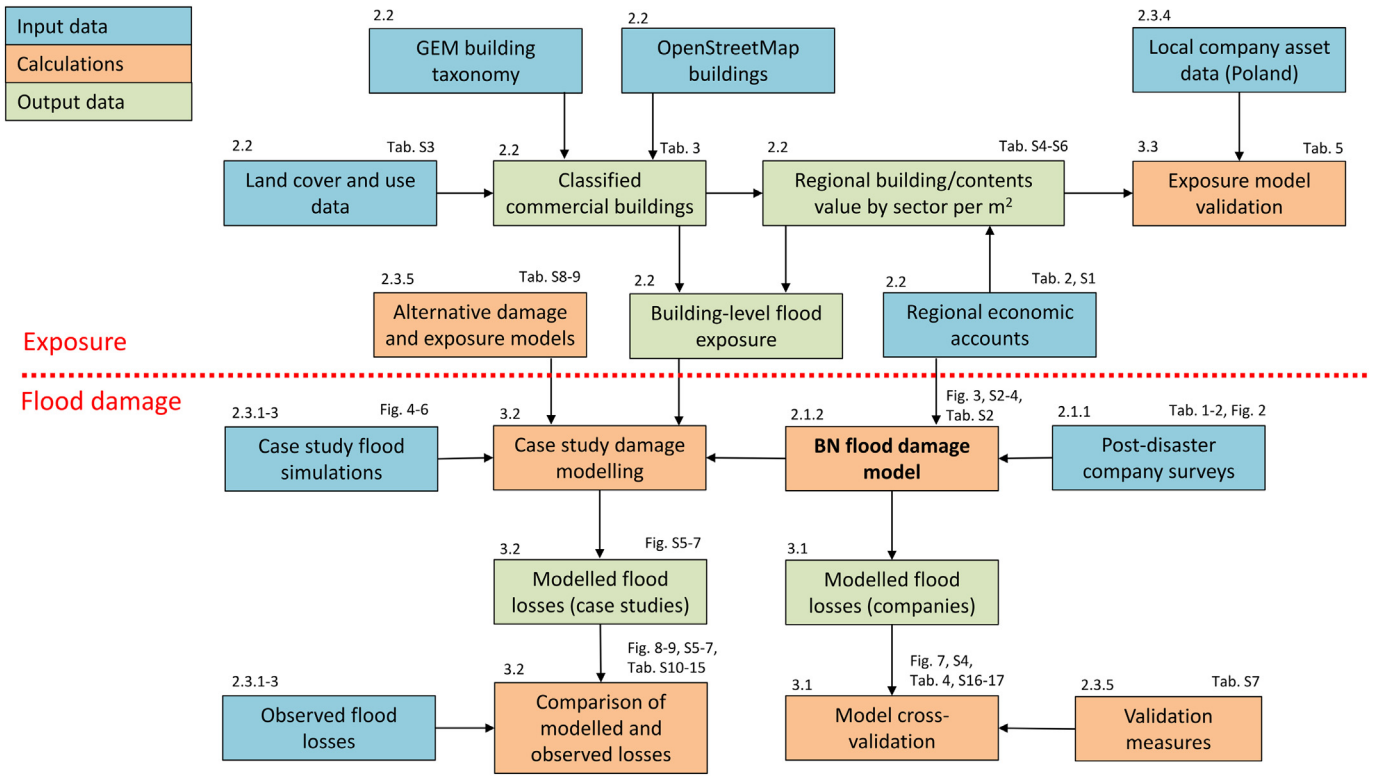 Input data
Calculations
Output data
2.2
GEM building
taxonomy
2.2
OpenStreetMap
buildings
2.3.4
Local company asset
data (Poland)
2.2
Tab. S3
Land cover and use
data
2.2
Tab. 3
Classified
commercial buildings
2.2
Tab. S4-S6
Regional building/contents
value by sector per m²
3.3
Tab. 5
Exposure model
validation
2.3.5
Tab. S8-9
Alternative damage
and exposure models
2.2
Building-level flood
exposure
2.2
Tab. 2, S1
Regional economic
accounts
Exposure
Flood damage
2.3.1-3
Fig. 4-6
Case study flood
simulations
3.2
Case study damage
modelling
2.1.2
Fig. 3, S2-4,
Tab. S2
BN flood damage
model
2.1.1
Tab. 1-2, Fig. 2
Post-disaster
company surveys
3.2
Fig. S5-7
Modelled flood
losses (case studies)
3.1
Modelled flood
losses (companies)
2.3.1-3
Observed flood
losses
3.2
Fig. 8-9, S5-7,
Tab. S10-15
Comparison of
modelled and
observed losses
3.1
Fig. 7, S4,
Tab. 4, S16-17
Model cross-
validation
2.3.5
Tab. S7
Validation
measures